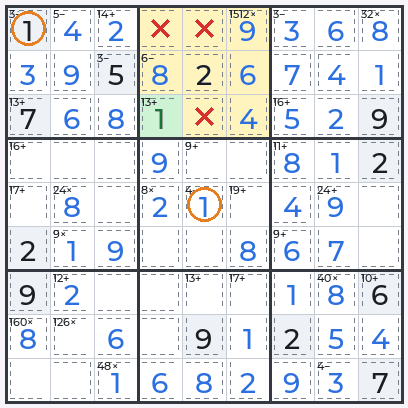 3- 5- 14+ 1512× 3- 32×
1 4 2 × × 9 3 6 8
3- 6-
3 9 5 8 2 6 7 4 1
13+ 13+ 16+
7 6 8 1 × 4 5 2 9
16+ 9+ 11+
9 8 1 2
17+ 24× 8× 4- 19+ 24+
8 2 1 4 9
9× 9+
2 1 9 8 6 7
12+ 13+ 17+ 40× 10+
9 2 1 8 6
160× 126×
8 6 9 1 2 5 4
48× 4-
1 6 8 2 9 3 7